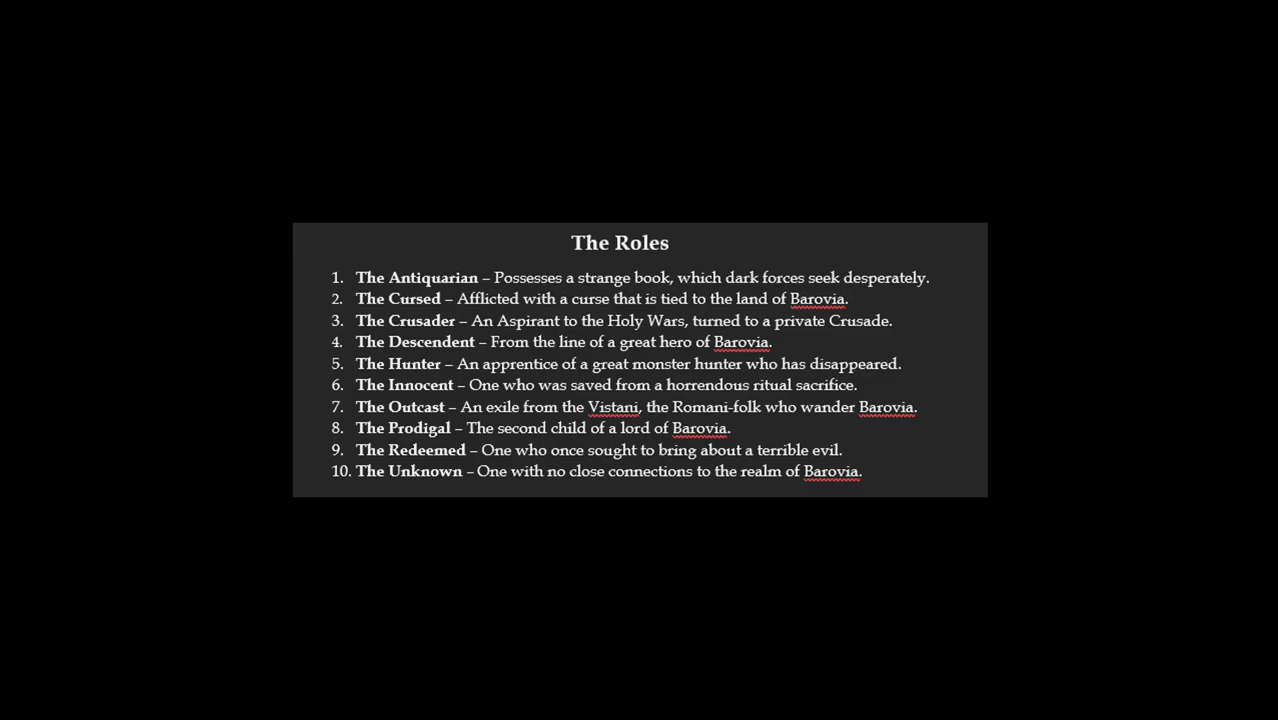 The Roles
1. The Antiquarian – Possesses a strange book, which dark forces seek desperately.
2. The Cursed – Afflicted with a curse that is tied to the land of Barovia.
3. The Crusader – An Aspirant to the Holy Wars, turned to a private Crusade.
4. The Descendent – From the line of a great hero of Barovia.
5. The Hunter – An apprentice of a great monster hunter who has disappeared.
6. The Innocent – One who was saved from a horrendous ritual sacrifice.
7. The Outcast – An exile from the Vistani, the Romani-folk who wander Barovia.
8. The Prodigal – The second child of a lord of Barovia.
9. The Redeemed – One who once sought to bring about a terrible evil.
10. The Unknown – One with no close connections to the realm of Barovia.